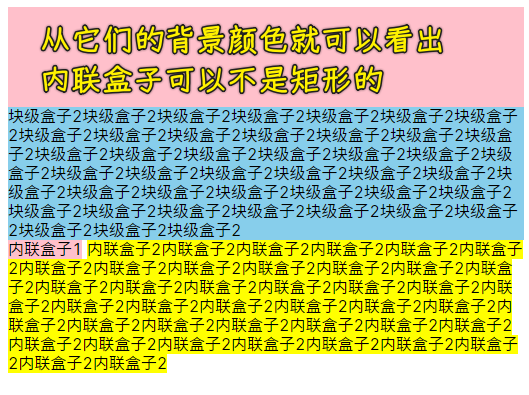 从它们的背景颜色就可以看出
内联盒子可以不是矩形的
块级盒子2块级盒子2块级盒子2块级盒子2块级盒子2块级盒子2块级盒子
2块级盒子2块级盒子2块级盒子2块级盒子2块级盒子2块级盒子2块级盒
子2块级盒子2块级盒子2块级盒子2块级盒子2块级盒子2块级盒子2块级
盒子2块级盒子2块级盒子2块级盒子2块级盒子2块级盒子2块级盒子2块
级盒子2块级盒子2块级盒子2块级盒子2块级盒子2块级盒子2块级盒子2
块级盒子2块级盒子2块级盒子2块级盒子2块级盒子2块级盒子2块级盒子
2块级盒子2块级盒子2块级盒子2
内联盒子1 内联盒子2内联盒子2内联盒子2内联盒子2内联盒子2内联盒子
2内联盒子2内联盒子2内联盒子2内联盒子2内联盒子2内联盒子2内联盒
子2内联盒子2内联盒子2内联盒子2内联盒子2内联盒子2内联盒子2内联
盒子2内联盒子2内联盒子2内联盒子2内联盒子2内联盒子2内联盒子2内
联盒子2内联盒子2内联盒子2内联盒子2内联盒子2内联盒子2内联盒子2
内联盒子2内联盒子2内联盒子2内联盒子2内联盒子2内联盒子2内联盒子
2内联盒子2内联盒子2